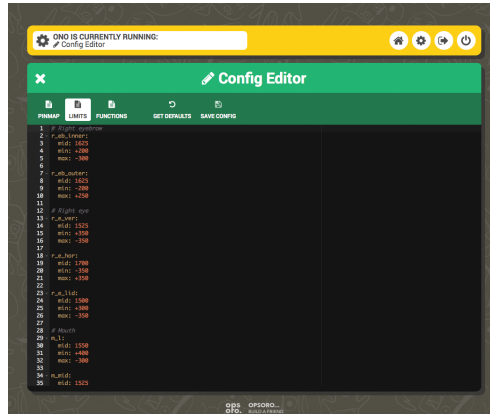 ONO IS CURRENTLY RUNNING:
Config Editor
Config Editor
PINMAP LIMITS FUNCTIONS GET DEFAULTS SAVE CONFIG
1 # Right eyebrow
2 r_eb_inner:
3 mid: 1625
4 min: +200
5 max: -300
6
7 r_eb_outer:
8 mid: 1625
9 min: -200
10 max: +250
11
12 # Right eye
13 r_e_ver:
14 mid: 1525
15 min: +350
16 max: -350
17
18 r_e_hor:
19 mid: 1700
20 min: -350
21 max: +350
22
23 r_e_lid:
24 mid: 1500
25 min: +300
26 max: -350
27
28 # Mouth
29 m_l:
30 mid: 1550
31 min: +400
32 max: -300
33
34 m_mid:
35 mid: 1525
ops OPSORO...
oro. BUILD A FRIEND